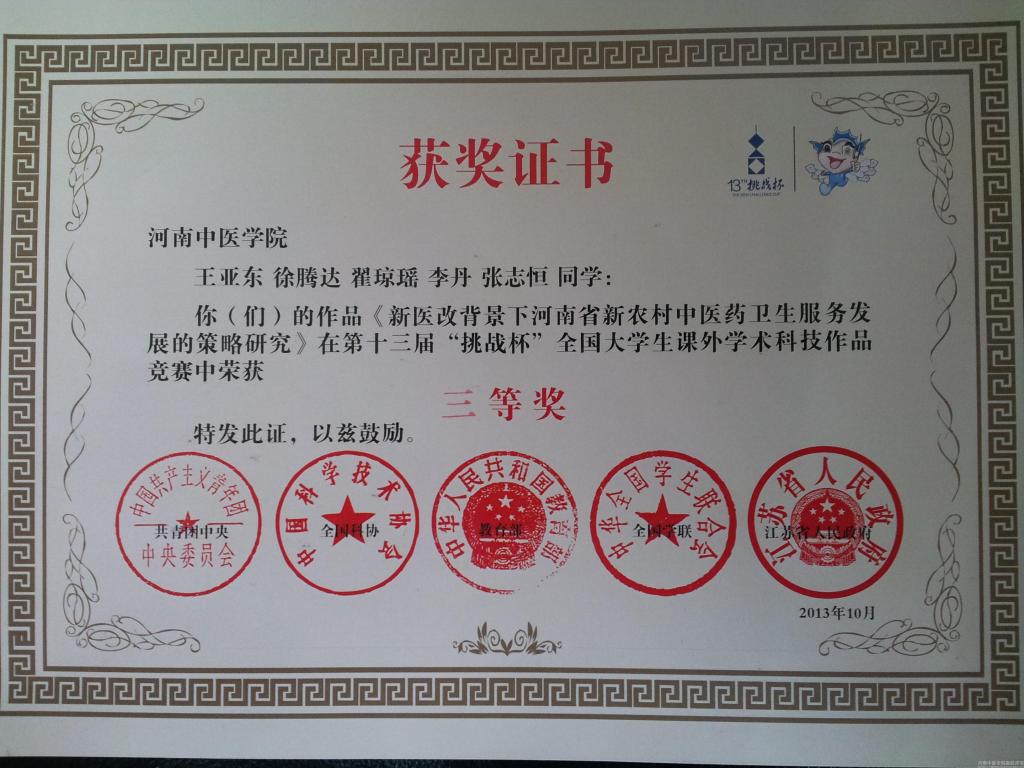 获奖证书
13TH 挑战杯
河南中医学院
王亚东 徐腾达 翟琼瑶 李丹 张志恒 同学：
你（们）的作品《新医改背景下河南省新农村中医药卫生服务发
展的策略研究》在第十三届“挑战杯”全国大学生课外学术科技作品
竞赛中荣获
三等奖
特发此证，以兹鼓励。
中国共产主义青年团
中央委员会
共青团中央
中国科学技术协会
全国科协
中华人民共和国教育部
教育部
中华全国学生联合会
全国学联
江苏省人民政府
江苏省人民政府
2013年10月